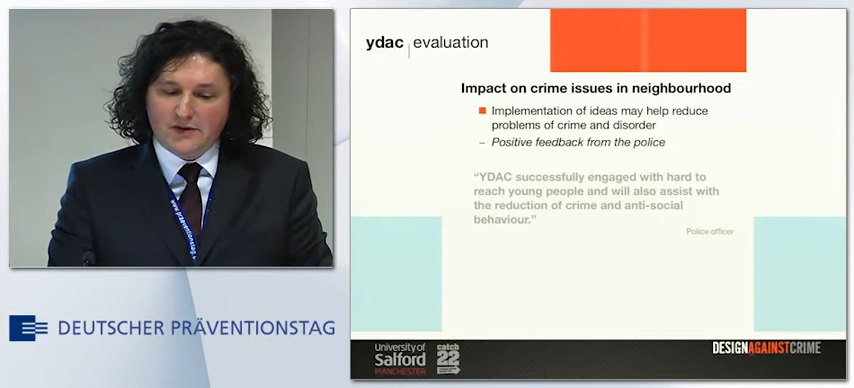 ydac evaluation
Impact on crime issues in neighbourhood
Implementation of ideas may help reduce
problems of crime and disorder
– Positive feedback from the police
“YDAC successfully engaged with hard to
reach young people and will also assist with
the reduction of crime and anti-social
behaviour.”
Police officer
DEUTSCHER PRÄVENTIONSTAG
University of
Salford
MANCHESTER
catch
22
DESIGNAGAINSTCRIME